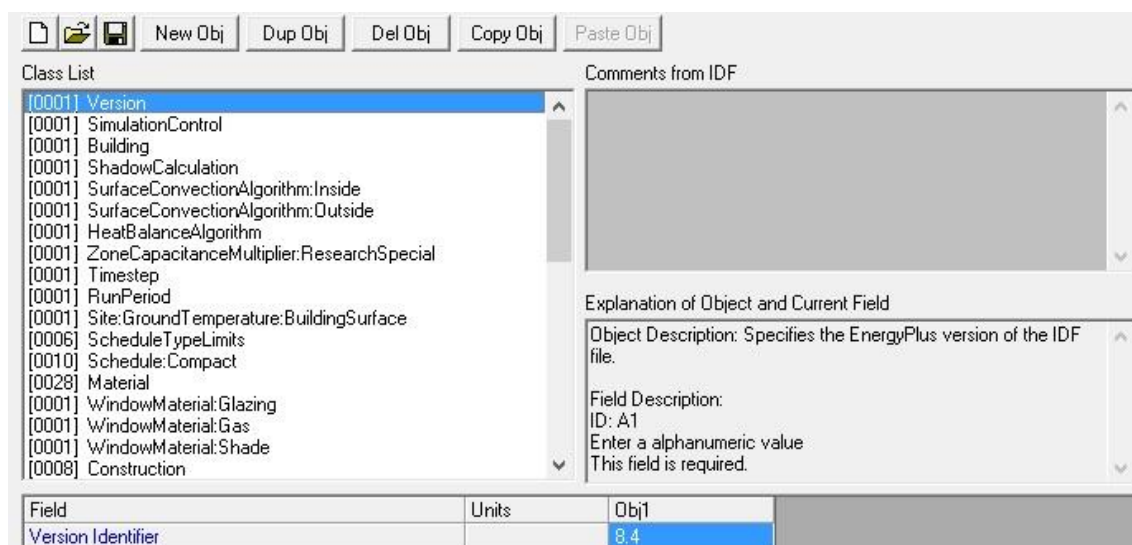 New Obj Dup Obj Del Obj Copy Obj Paste Obj
Class List
[0001] Version
[0001] SimulationControl
[0001] Building
[0001] ShadowCalculation
[0001] SurfaceConvectionAlgorithm:Inside
[0001] SurfaceConvectionAlgorithm:Outside
[0001] HeatBalanceAlgorithm
[0001] ZoneCapacitanceMultiplier:ResearchSpecial
[0001] Timestep
[0001] RunPeriod
[0001] Site:GroundTemperature:BuildingSurface
[0006] ScheduleTypeLimits
[0010] Schedule:Compact
[0028] Material
[0001] WindowMaterial:Glazing
[0001] WindowMaterial:Gas
[0001] WindowMaterial:Shade
[0008] Construction
Comments from IDF
Explanation of Object and Current Field
Object Description: Specifies the EnergyPlus version of the IDF
file.
Field Description:
ID: A1
Enter a alphanumeric value
This field is required.
Field Units Obj1
Version Identifier 8.4